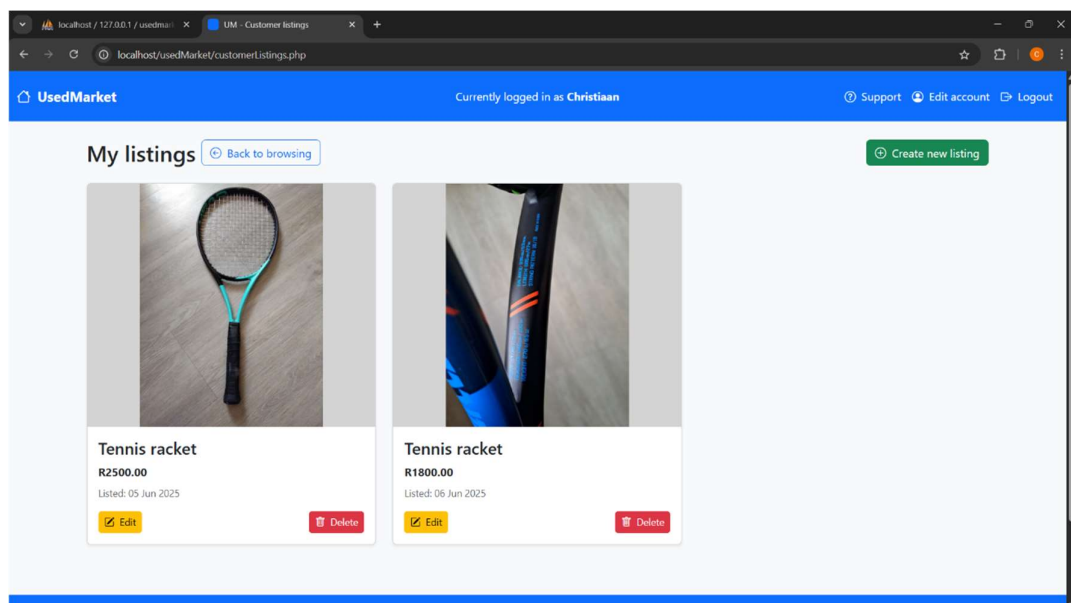 localhost / 127.0.0.1 / usedmar
UM - Customer listings
localhost/usedMarket/customerListings.php
C
UsedMarket
Currently logged in as Christiaan
Support
Edit account
Logout
My listings
Back to browsing
Create new listing
Tennis racket
R2500.00
Listed: 05 Jun 2025
Edit
Delete
Tennis racket
R1800.00
Listed: 06 Jun 2025
Edit
Delete